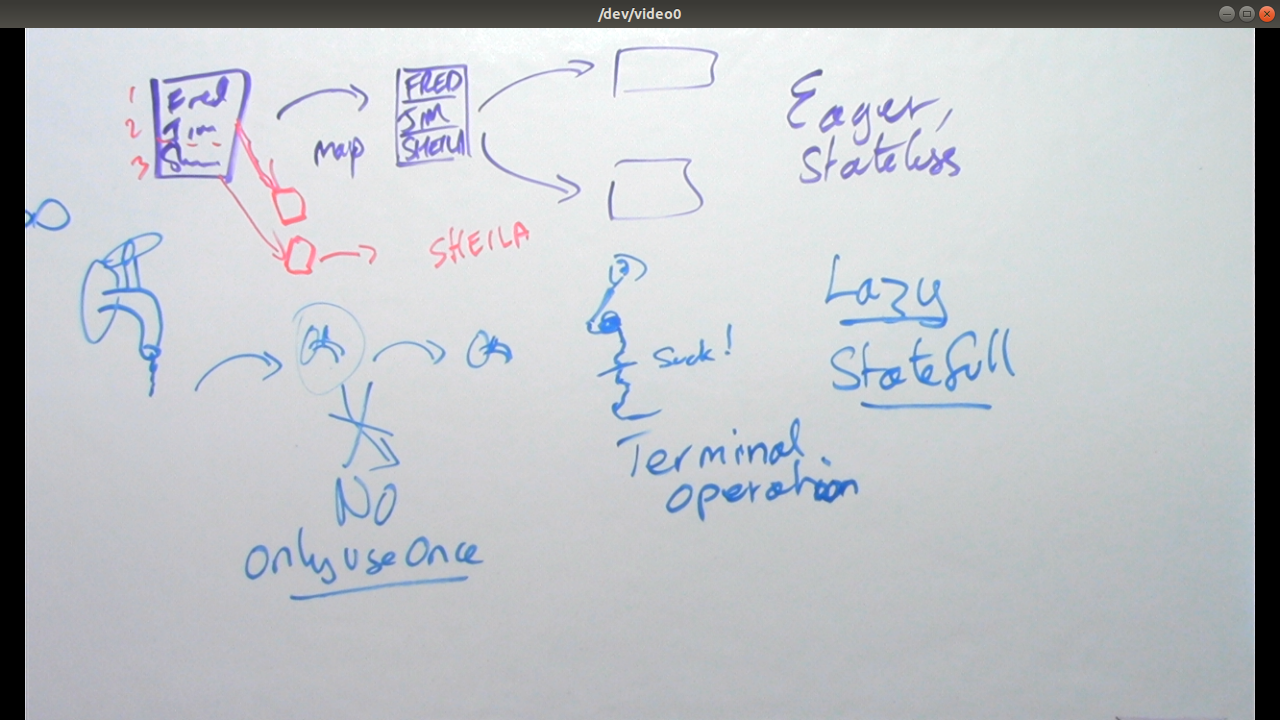 /dev/video0
1 Fred
2 Jim
3
map
FRED
JIM
SHEILA
Eager,
Stateless
SHEILA
∞
Suck!
Lazy
Statefull
Terminal
operation
NO
Only use Once